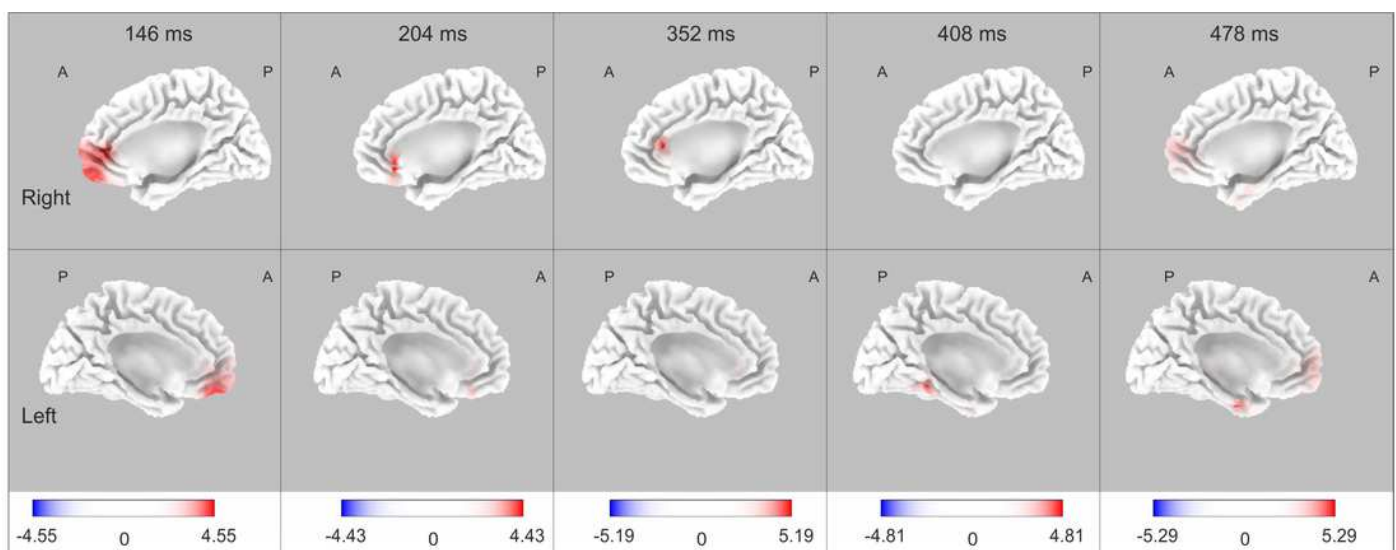 146 ms 204 ms 352 ms 408 ms 478 ms
A P A P A P A P A P
Right
P A P A P A P A P A
Left
-4.55 0 4.55 -4.43 0 4.43 -5.19 0 5.19 -4.81 0 4.81 -5.29 0 5.29